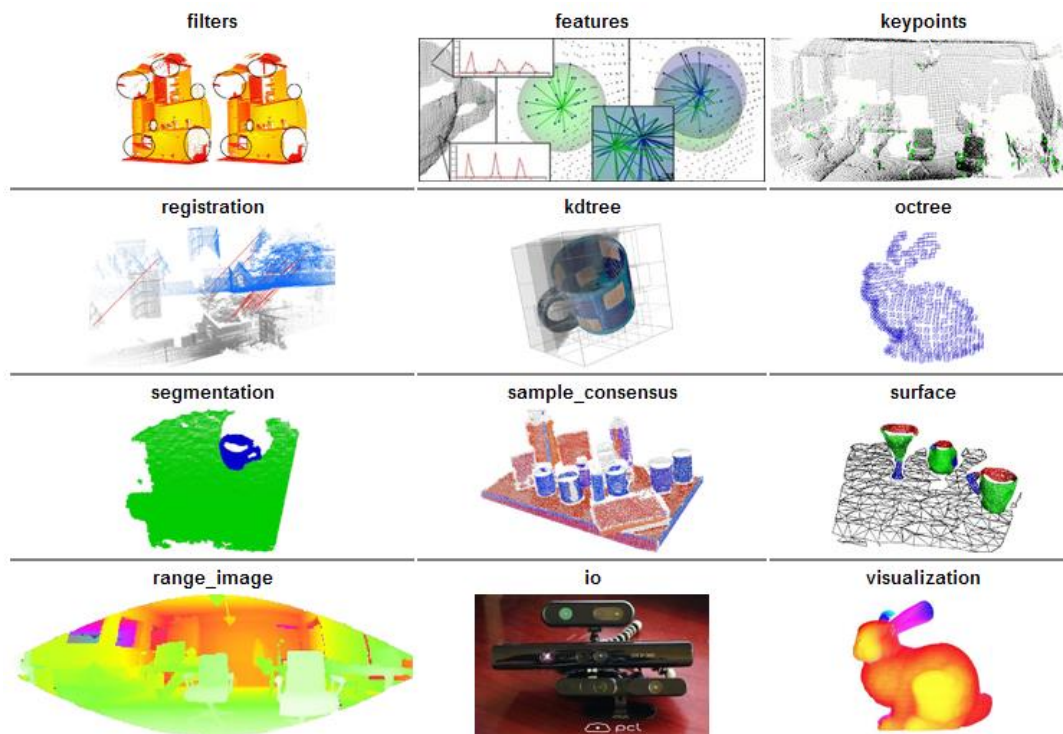 filters
features
keypoints
registration
kdtree
octree
segmentation
sample_consensus
surface
range_image
io
visualization
pcl